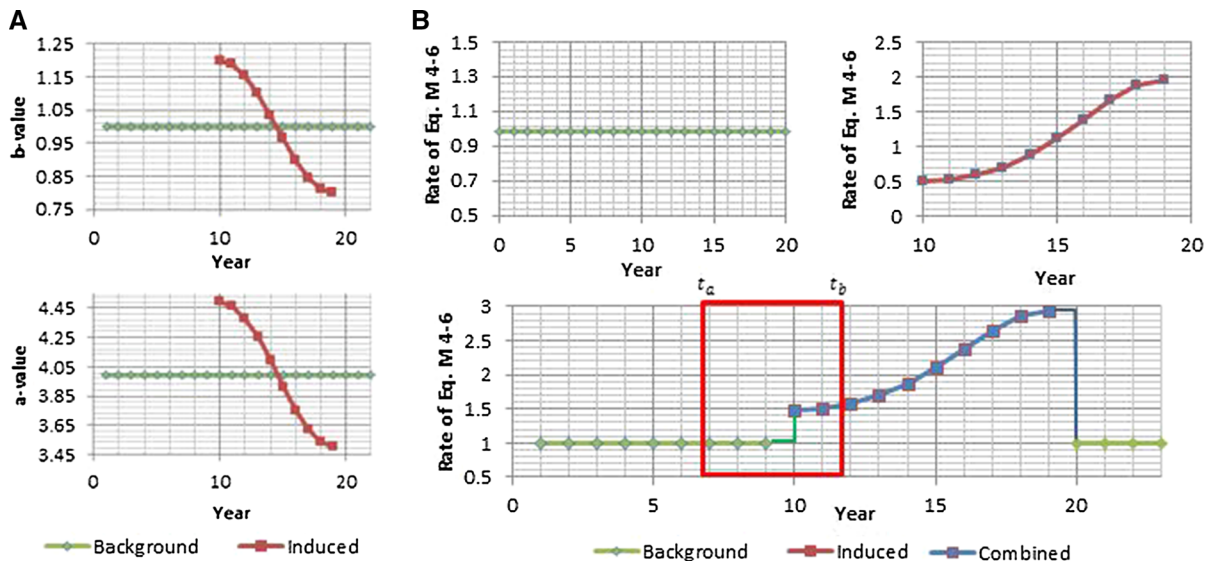 A
1.25
1.15
1.05
0.95
0.85
0.75
b-value
0 10 20
Year
4.45
4.25
4.05
3.85
3.65
3.45
a-value
0 10 20
Year
Background Induced
B
1.5
1.3
1.1
0.9
0.7
0.5
Rate of Eq. M 4-6
0 5 10 15 20
Year
2.5
2
1.5
1
0.5
0
Rate of Eq. M 4-6
10 15 20
Year
t_a t_b
3
2.5
2
1.5
1
0.5
Rate of Eq. M 4-6
0 5 10 15 20
Year
Background Induced Combined